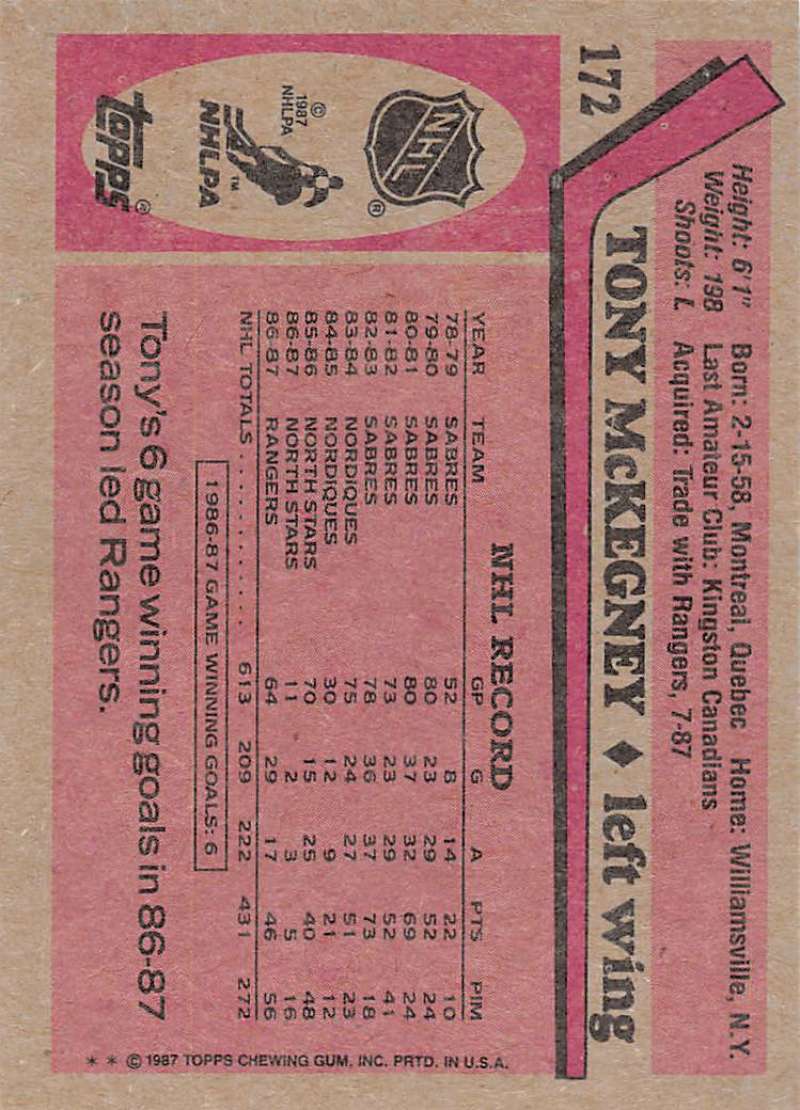 172
Height: 6'1" Born: 2-15-58, Montreal, Quebec Home: Williamsville, N.Y.
Weight: 198 Last Amateur Club: Kingston Canadians
Shoots: L Acquired: Trade with Rangers, 7-87
TONY McKEGNEY ♦ left wing
NHL
®
© 1987 NHLPA
NHLPA
TM
TOPPS®
NHL RECORD
YEAR TEAM GP G A PTS PIM
78-79 SABRES 52 8 14 22 10
79-80 SABRES 80 23 29 52 24
80-81 SABRES 80 37 32 69 24
81-82 SABRES 73 23 29 52 41
82-83 SABRES 78 36 37 73 18
83-84 NORDIQUES 75 24 27 51 23
84-85 NORDIQUES 30 12 9 21 12
85-86 NORTH STARS 70 15 25 40 48
86-87 NORTH STARS 11 2 3 5 16
86-87 RANGERS 64 29 17 46 56
NHL TOTALS . . . . . . . . . . . 613 209 222 431 272
1986-87 GAME WINNING GOALS: 6
Tony's 6 game winning goals in 86-87
season led Rangers.
* * © 1987 TOPPS CHEWING GUM, INC. PRTD. IN U.S.A.